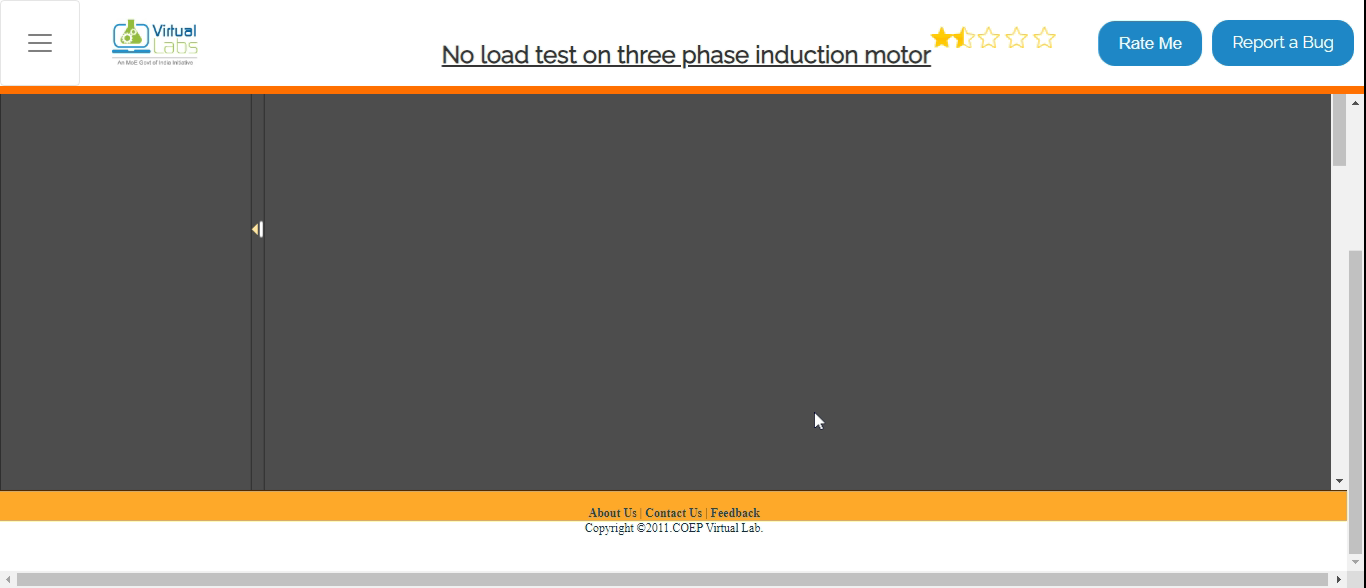 Virtual
Labs
An MoE Govt of India Initiative
No load test on three phase induction motor
Rate Me
Report a Bug
About Us | Contact Us | Feedback
Copyright ©2011.COEP Virtual Lab.